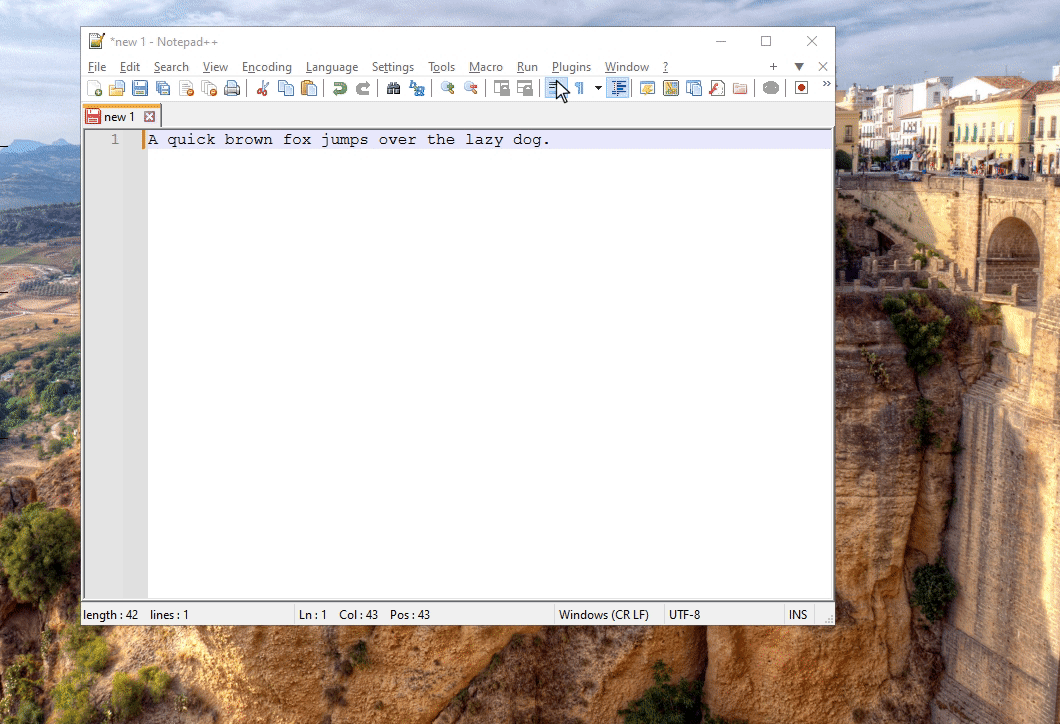 *new 1 - Notepad++
File Edit Search View Encoding Language Settings Tools Macro Run Plugins Window ?
new 1
1 A quick brown fox jumps over the lazy dog.
length : 42 lines : 1 Ln : 1 Col : 43 Pos : 43 Windows (CR LF) UTF-8 INS